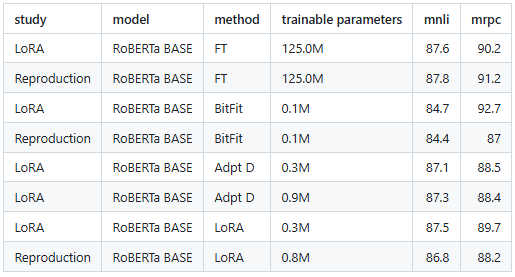 study model method trainable parameters mnli mrpc
LoRA RoBERTa BASE FT 125.0M 87.6 90.2
Reproduction RoBERTa BASE FT 125.0M 87.8 91.2
LoRA RoBERTa BASE BitFit 0.1M 84.7 92.7
Reproduction RoBERTa BASE BitFit 0.1M 84.4 87
LoRA RoBERTa BASE Adpt D 0.3M 87.1 88.5
LoRA RoBERTa BASE Adpt D 0.9M 87.3 88.4
LoRA RoBERTa BASE LoRA 0.3M 87.5 89.7
Reproduction RoBERTa BASE LoRA 0.8M 86.8 88.2